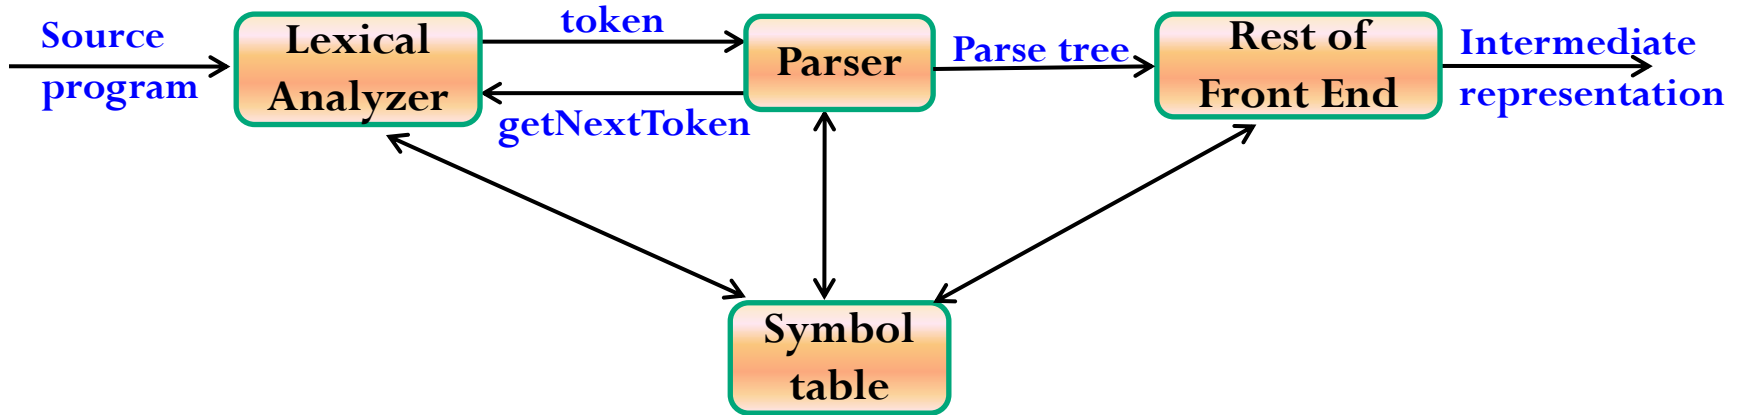 Source
program
Lexical
Analyzer
token
getNextToken
Parser
Parse tree
Rest of
Front End
Intermediate
representation
Symbol
table